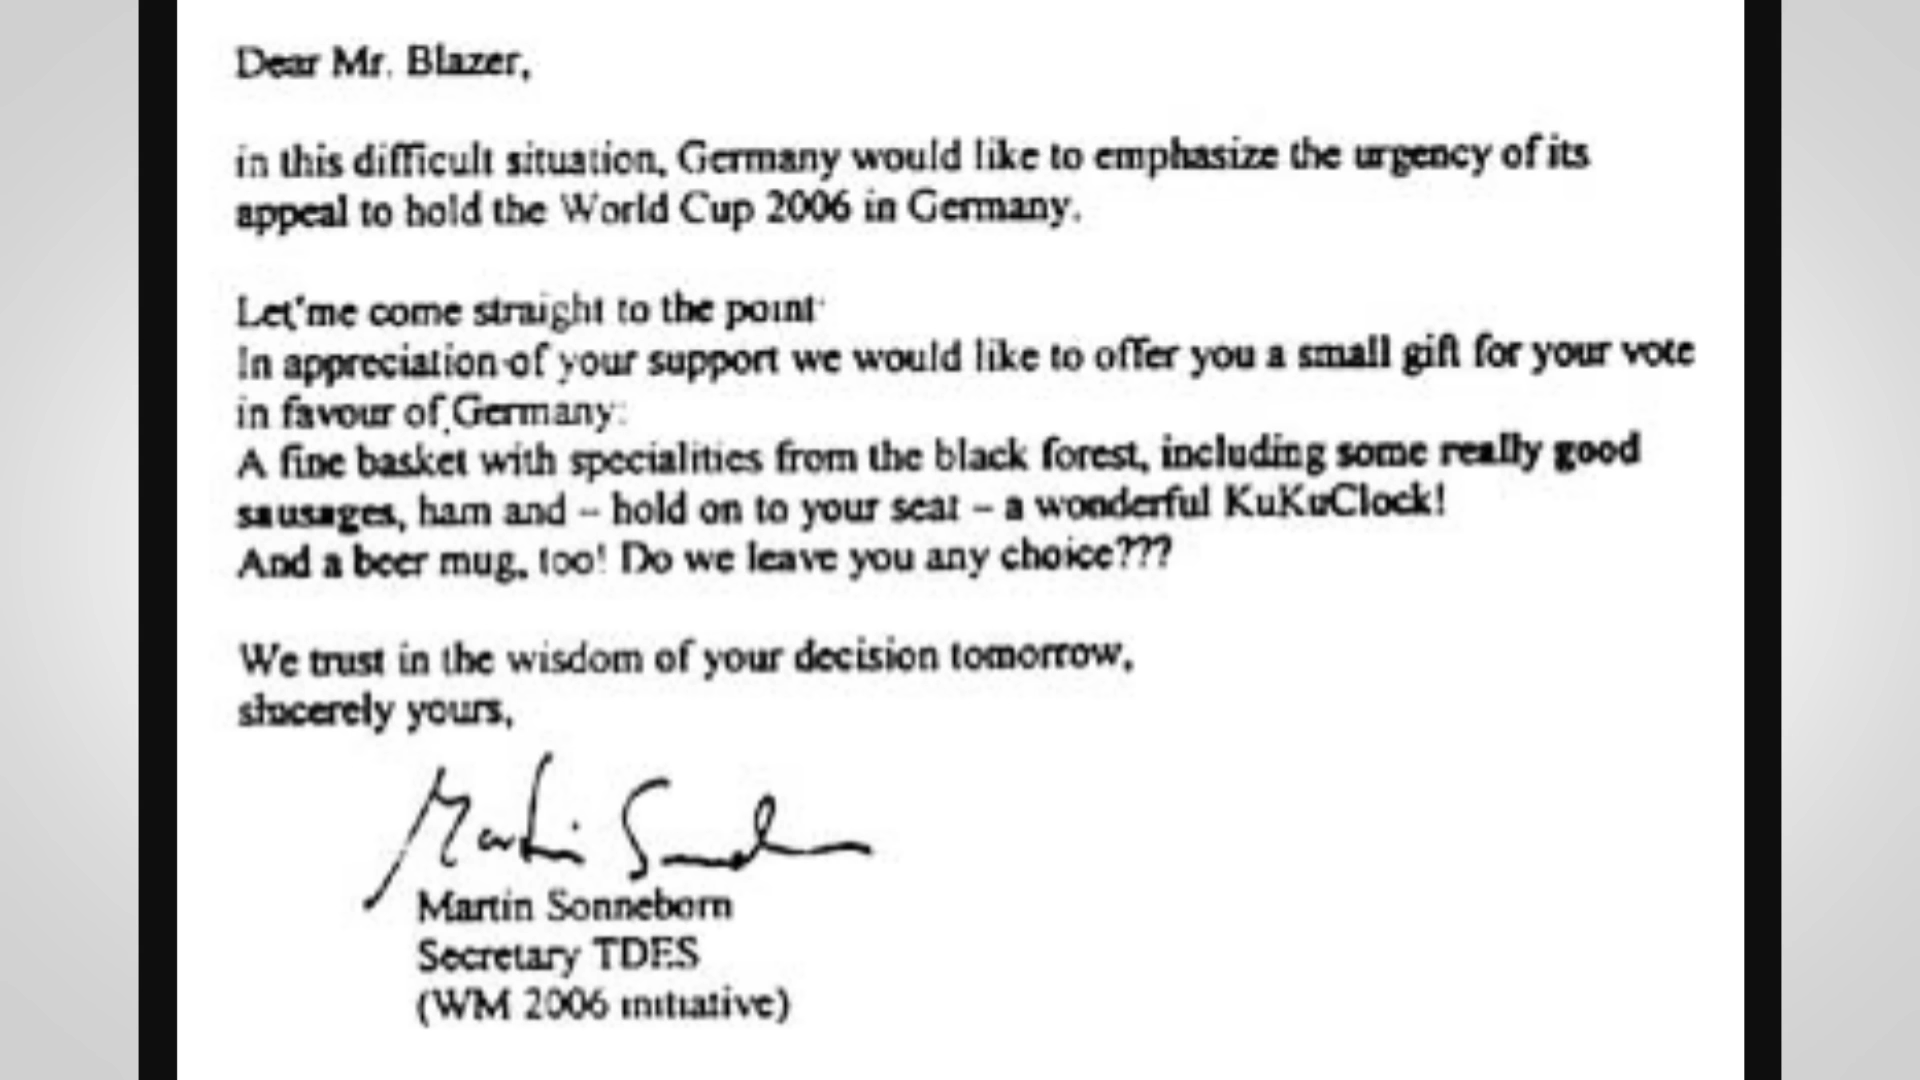 Dear Mr. Blazer,
in this difficult situation, Germany would like to emphasize the urgency of its
appeal to hold the World Cup 2006 in Germany.
Let'me come straight to the point
In appreciation of your support we would like to offer you a small gift for your vote
in favour of Germany:
A fine basket with specialities from the black forest, including some really good
sausages, ham and – hold on to your seat – a wonderful KuKuClock!
And a beer mug, too! Do we leave you any choice???
We trust in the wisdom of your decision tomorrow,
sincerely yours,
Martin Sonneborn
Martin Sonneborn
Secretary TDES
(WM 2006 initiative)